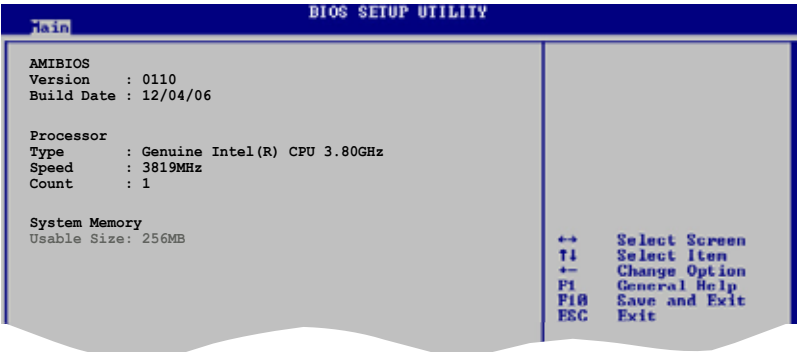 BIOS SETUP UTILITY
Main
AMIBIOS
Version : 0110
Build Date : 12/04/06
Processor
Type : Genuine Intel(R) CPU 3.80GHz
Speed : 3819MHz
Count : 1
System Memory
Usable Size: 256MB
←→ Select Screen
↑↓ Select Item
+- Change Option
F1 General Help
F10 Save and Exit
ESC Exit